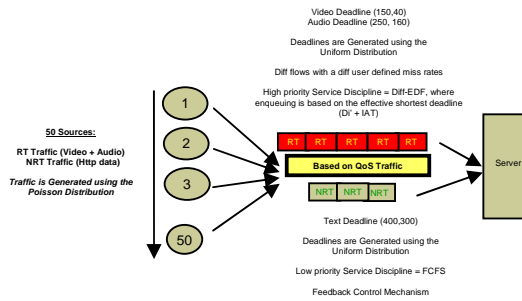 Video Deadline (150,40)
Audio Deadline (250, 160)
Deadlines are Generated using the
Uniform Distribution
Diff flows with a diff user defined miss rates
High priority Service Discipline = Diff-EDF, where
enqueuing is based on the effective shortest deadline
(Di' + IAT)
50 Sources:
RT Traffic (Video + Audio)
NRT Traffic (Http data)
Traffic is Generated using the
Poisson Distribution
1
2
3
50
RT RT RT RT RT
Based on QoS Traffic
NRT NRT NRT
Server
Text Deadline (400,300)
Deadlines are Generated using the
Uniform Distribution
Low priority Service Discipline = FCFS
Feedback Control Mechanism